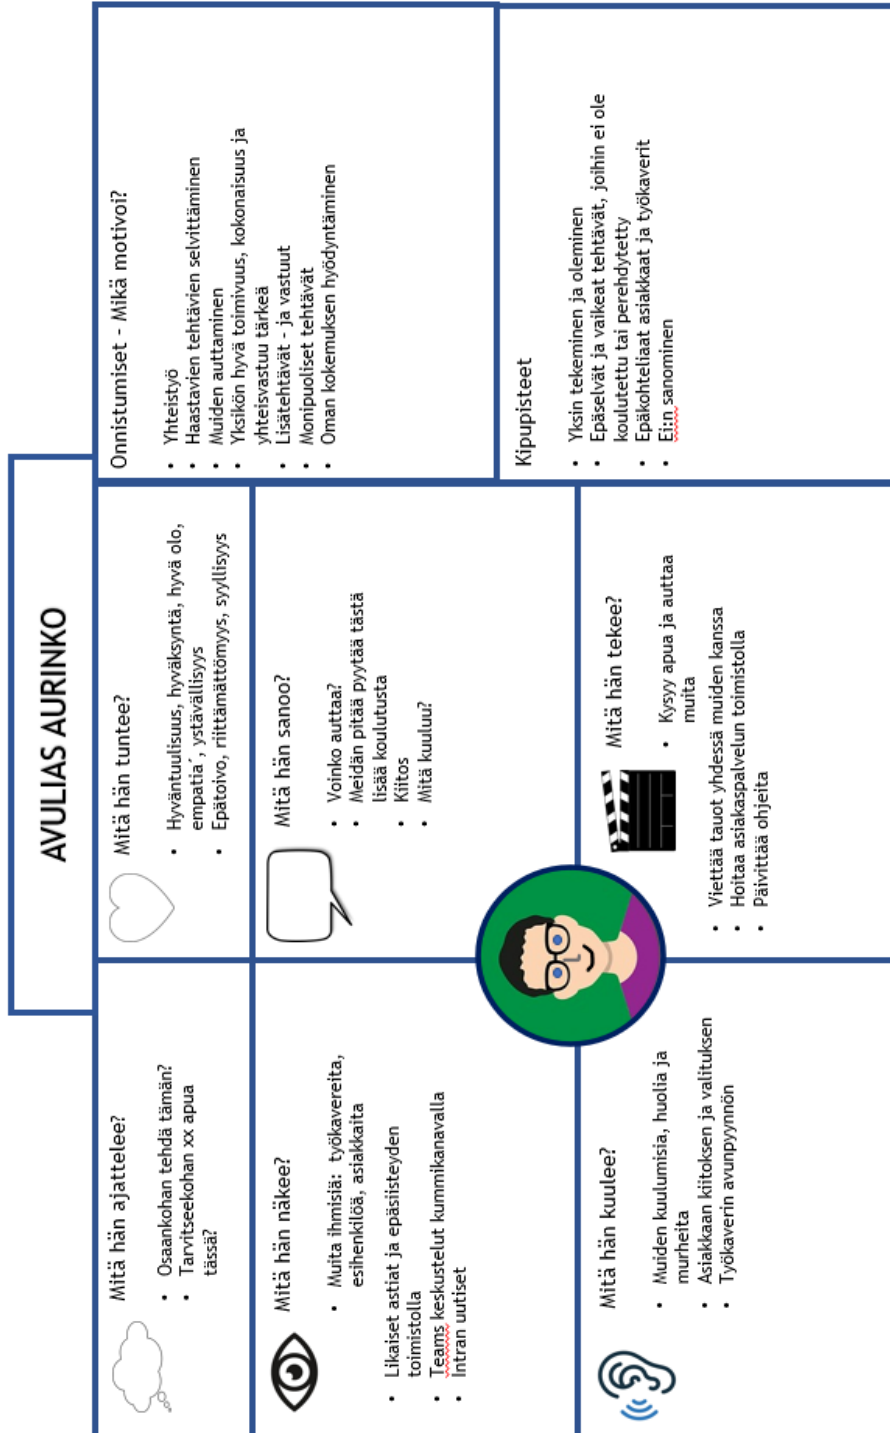 AVULIAS AURINKO
Mitä hän ajattelee?
• Osaankohan tehdä tämän?
• Tarvitseekohan xx apua
tässä?
Mitä hän tuntee?
• Hyväntuulisuus, hyväksyntä, hyvä olo,
empatia´, ystävällisyys
• Epätoivo, riittämättömyys, syyllisyys
Onnistumiset - Mikä motivoi?
• Yhteistyö
• Haastavien tehtävien selvittäminen
• Muiden auttaminen
• Yksikön hyvä toimivuus, kokonaisuus ja
yhteisvastuu tärkeä
• Lisätehtävät - ja vastuut
• Monipuoliset tehtävät
• Oman kokemuksen hyödyntäminen
Mitä hän näkee?
• Muita ihmisiä: työkavereita,
esihenkilöä, asiakkaita
• Likaiset astiat ja epäsiisteyden
toimistolla
• Teams keskustelut kummikanavalla
• Intran uutiset
Mitä hän sanoo?
• Voinko auttaa?
• Meidän pitää pyytää tästä
lisää koulutusta
• Kiitos
• Mitä kuuluu?
Mitä hän kuulee?
• Muiden kuulumisia, huolia ja
murheita
• Asiakkaan kiitoksen ja valituksen
• Työkaverin avunpyynnön
Mitä hän tekee?
• Kysyy apua ja auttaa
muita
• Viettää tauot yhdessä muiden kanssa
• Hoitaa asiakaspalvelun toimistolla
• Päivittää ohjeita
Kipupisteet
• Yksin tekeminen ja oleminen
• Epäselvät ja vaikeat tehtävät, joihin ei ole
koulutettu tai perehdytetty
• Epäkohteliaat asiakkaat ja työkaverit
• Ei:n sanominen